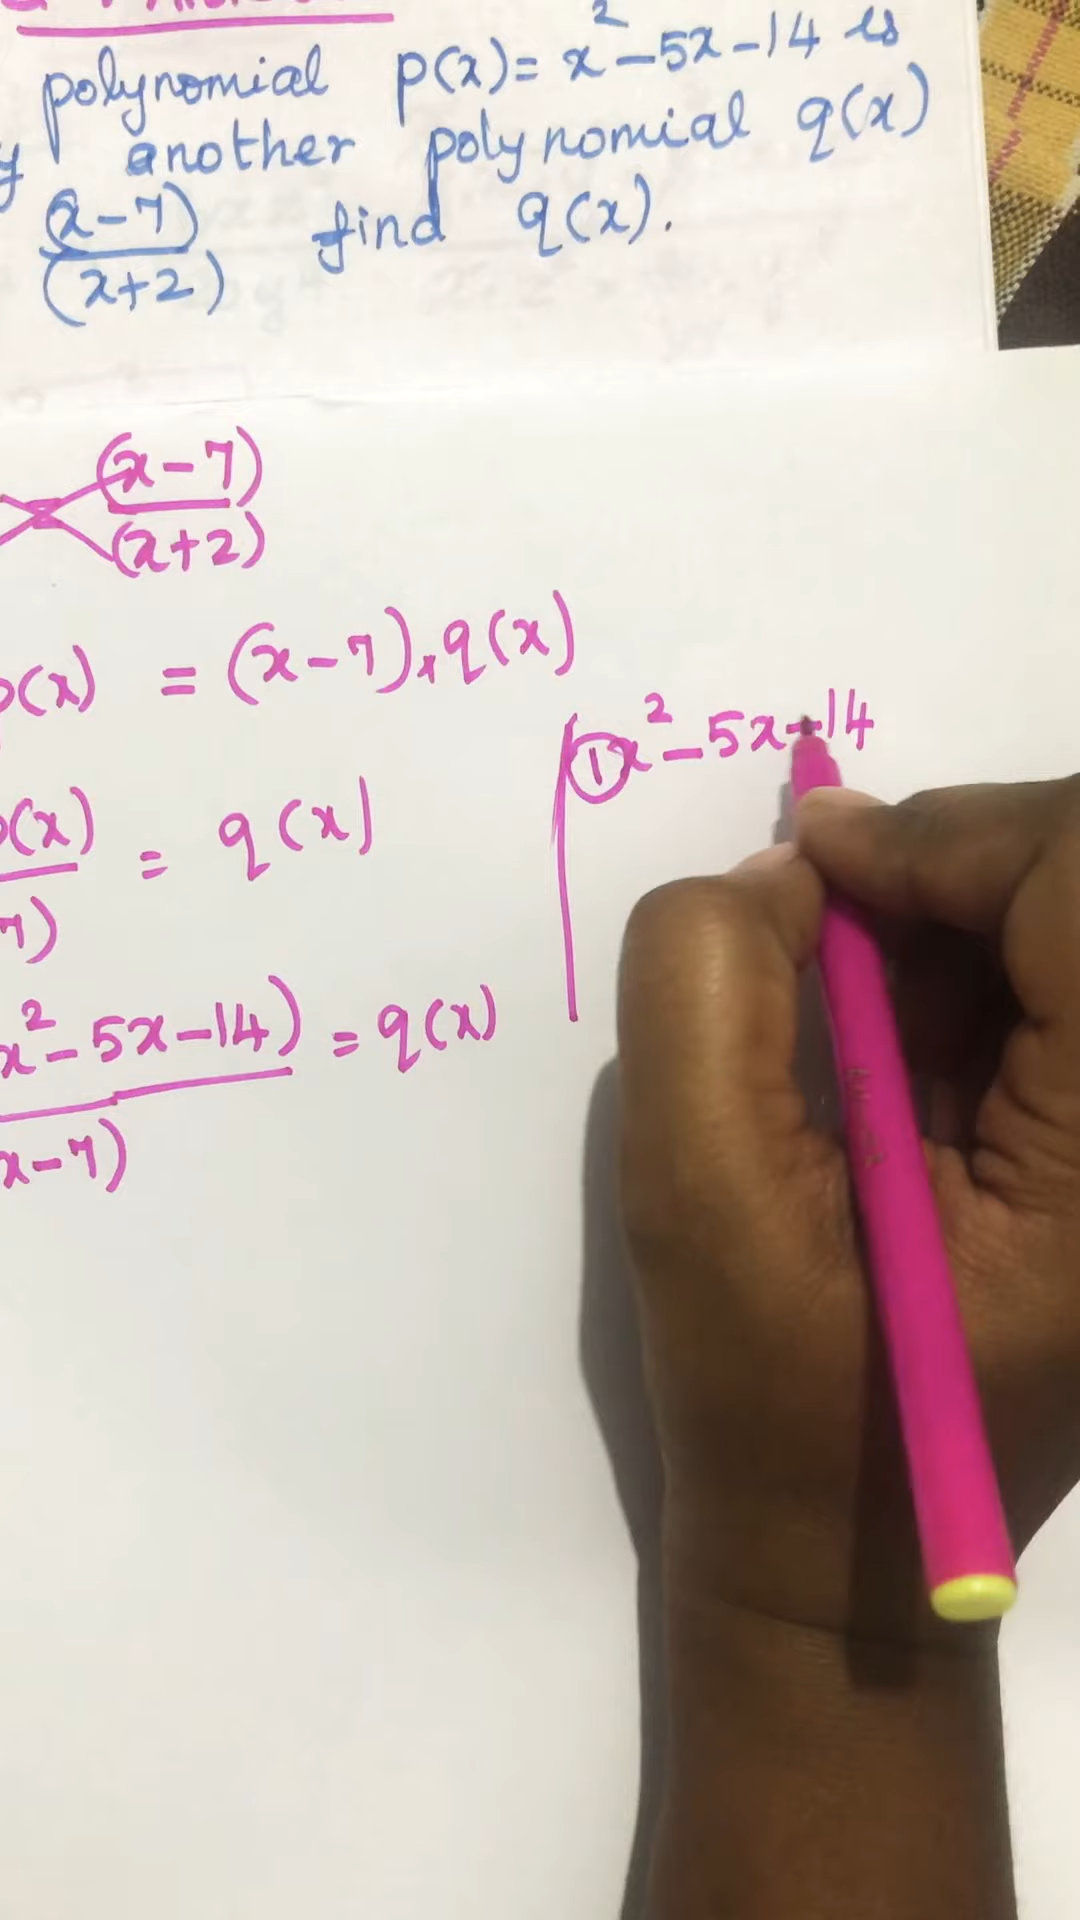 polynomial p(x) = x² - 5x - 14 is
y another polynomial q(x)
(x-7)
(x+2)
find q(x).
(x-7)
(x+2)
p(x) = (x-7) × q(x)
p(x) = q(x)
7)
x² - 5x - 14) = q(x)
x-7)
1x² - 5x - 14